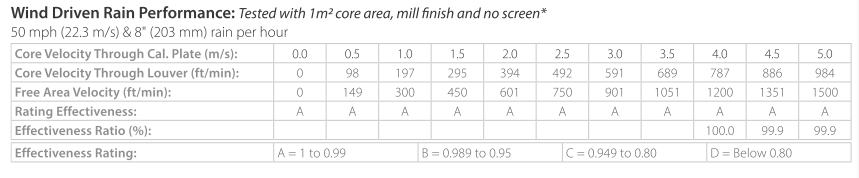 Wind Driven Rain Performance: Tested with 1m² core area, mill finish and no screen*
50 mph (22.3 m/s) & 8" (203 mm) rain per hour
Core Velocity Through Cal. Plate (m/s): 0.0 0.5 1.0 1.5 2.0 2.5 3.0 3.5 4.0 4.5 5.0
Core Velocity Through Louver (ft/min): 0 98 197 295 394 492 591 689 787 886 984
Free Area Velocity (ft/min): 0 149 300 450 601 750 901 1051 1200 1351 1500
Rating Effectiveness: A A A A A A A A A A A
Effectiveness Ratio (%): 100.0 99.9 99.9
Effectiveness Rating: A = 1 to 0.99 B = 0.989 to 0.95 C = 0.949 to 0.80 D = Below 0.80